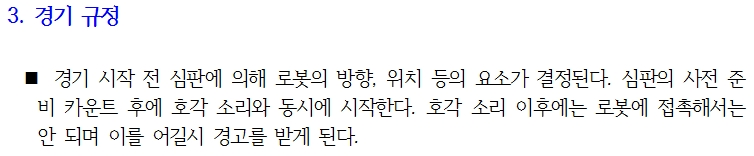 3. 경기 규정
■ 경기 시작 전 심판에 의해 로봇의 방향, 위치 등의 요소가 결정된다. 심판의 사전 준
비 카운트 후에 호각 소리와 동시에 시작한다. 호각 소리 이후에는 로봇에 접촉해서는
안 되며 이를 어길시 경고를 받게 된다.